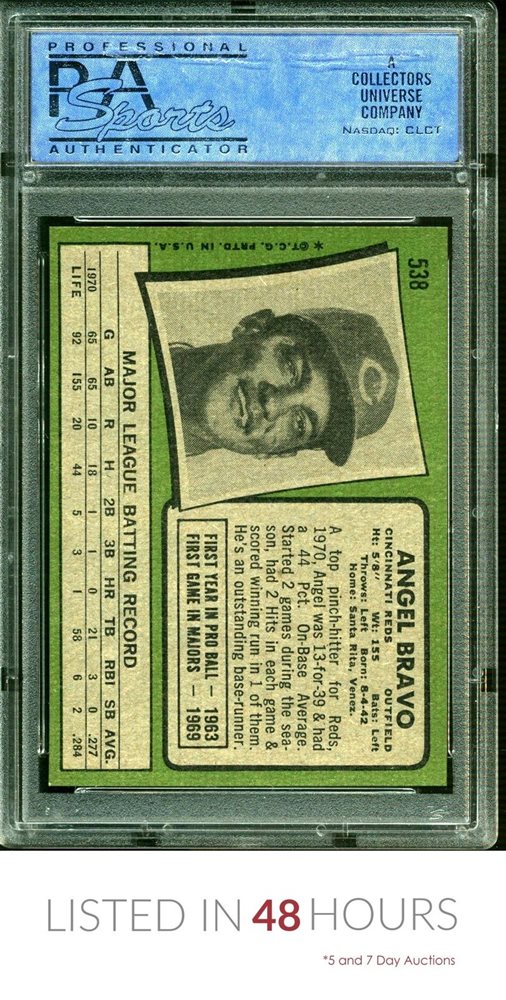 PROFESSIONAL
PSA
Sports
AUTHENTICATOR
A
COLLECTORS
UNIVERSE
COMPANY
NASDAQ: CLCT
538
C
ANGEL BRAVO
CINCINNATI REDS OUTFIELD
Ht: 5'8" Wt: 155 Bats: Left
Throws: Left Born: 8-4-42
Home: Santa Rita, Venez.
A top pinch-hitter for Reds,
1970, Angel was 13-for-39 & had
a 44 Pct. On-Base Average.
Started 2 games during the sea-
son, had 2 Hits in each game &
scored winning run in 1 of them.
He's an outstanding base-runner.
FIRST YEAR IN PRO BALL — 1963
FIRST GAME IN MAJORS — 1969
MAJOR LEAGUE BATTING RECORD
G AB R H 2B 3B HR TB RBI SB AVG.
1970 65 65 10 18 1 1 0 21 3 0 .277
LIFE 92 155 20 44 5 3 1 58 6 2 .284
* ©T.C.G. PRTD. IN U.S.A.
LISTED IN 48 HOURS
*5 and 7 Day Auctions